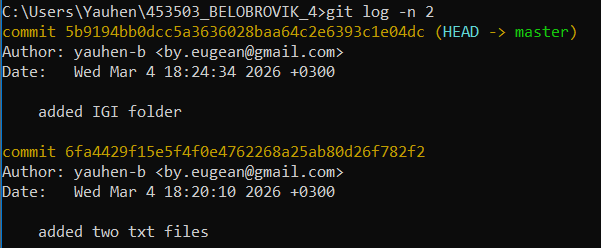 C:\Users\Yauhen\453503_BELOBROVIK_4>git log -n 2
commit 5b9194bb0dcc5a3636028baa64c2e6393c1e04dc (HEAD -> master)
Author: yauhen-b <by.eugean@gmail.com>
Date:   Wed Mar 4 18:24:34 2026 +0300
    added IGI folder
commit 6fa4429f15e5f4f0e4762268a25ab80d26f782f2
Author: yauhen-b <by.eugean@gmail.com>
Date:   Wed Mar 4 18:20:10 2026 +0300
    added two txt files